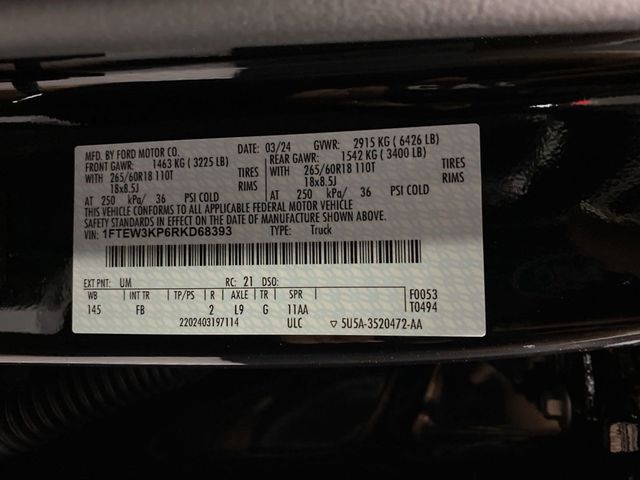 MFD. BY FORD MOTOR CO. 03/24 GVWR: 2915 KG ( 6426 LB)
FRONT GAWR: 1463 KG ( 3225 LB) REAR GAWR: 1542 KG ( 3400 LB)
WITH 265/60R18 110T TIRES WITH 265/60R18 110T TIRES
18x8.5J RIMS 18x8.5J RIMS
AT 250 kPa/ 36 PSI COLD AT 250 kPa/ 36 PSI COLD
THIS VEHICLE CONFORMS TO ALL APPLICABLE FEDERAL MOTOR VEHICLE
SAFETY STANDARDS IN EFFECT ON THE DATE OF MANUFACTURE SHOWN ABOVE.
VIN: 1FTEW3KP6RKD68393 TYPE: Truck
EXT PNT: UM RC: 21 DSO:
WB INT TR TP/PS R AXLE TR SPR F0053
145 FB 2 L9 G 11AA T0494
2202403197114 ULC ▽ 5U5A-3520472-AA